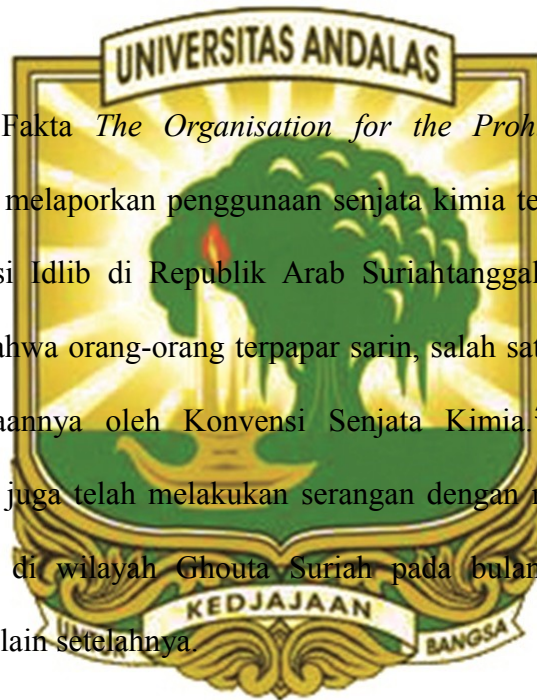 UNIVERSITAS ANDALAS
Fakta The Organisation for the Proh
melaporkan penggunaan senjata kimia te
si Idlib di Republik Arab Suriahtanggal
ahwa orang-orang terpapar sarin, salah sat
aannya oleh Konvensi Senjata Kimia.
juga telah melakukan serangan dengan
di wilayah Ghouta Suriah pada bulan
lain setelahnya.
KEDJAJAAN
BANGSA